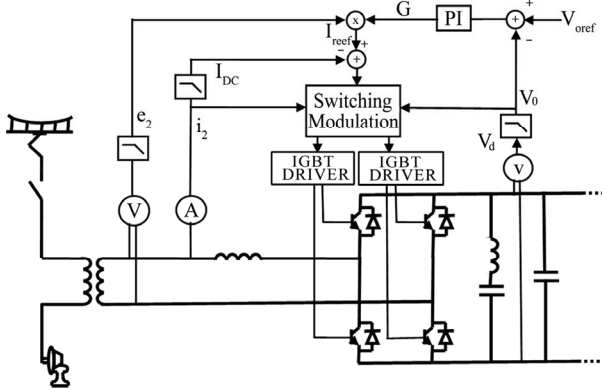 G
PI
+
+
−
V_oref
x
I_reef
+
−
+
I_DC
e_2
i_2
Switching
Modulation
V_0
V_d
IGBT
DRIVER
IGBT
DRIVER
V
A
v